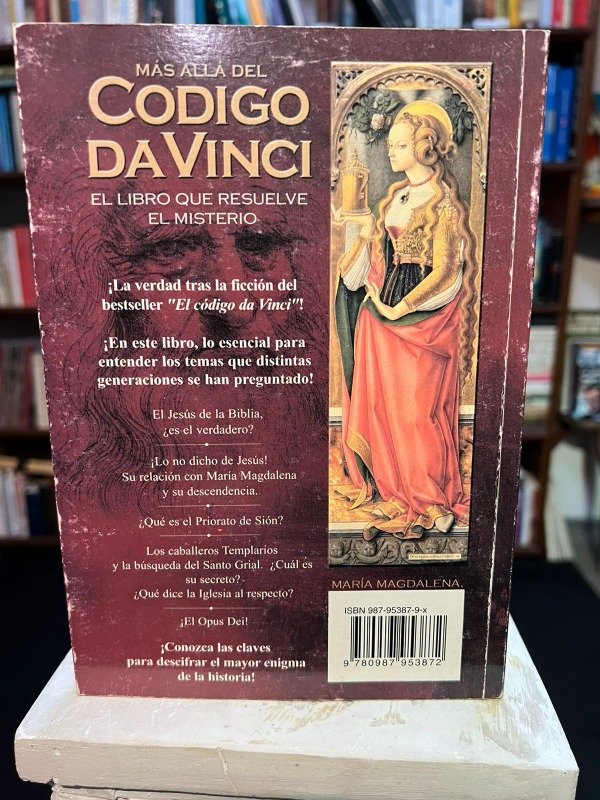 MÁS ALLÁ DEL
CODIGO
DA VINCI
EL LIBRO QUE RESUELVE
EL MISTERIO
¡La verdad tras la ficción del
bestseller "El código da Vinci"!
¡En este libro, lo esencial para
entender los temas que distintas
generaciones se han preguntado!
El Jesús de la Biblia,
¿es el verdadero?
¡Lo no dicho de Jesús!
Su relación con María Magdalena
y su descendencia.
¿Qué es el Priorato de Sión?
Los caballeros Templarios
y la búsqueda del Santo Grial. ¿Cuál es
su secreto?
¿Qué dice la Iglesia al respecto?
¡El Opus Dei!
¡Conozca las claves
para descifrar el mayor enigma
de la historia!
MARÍA MAGDALENA.
ISBN 987-95387-9-x
9 780987 953872